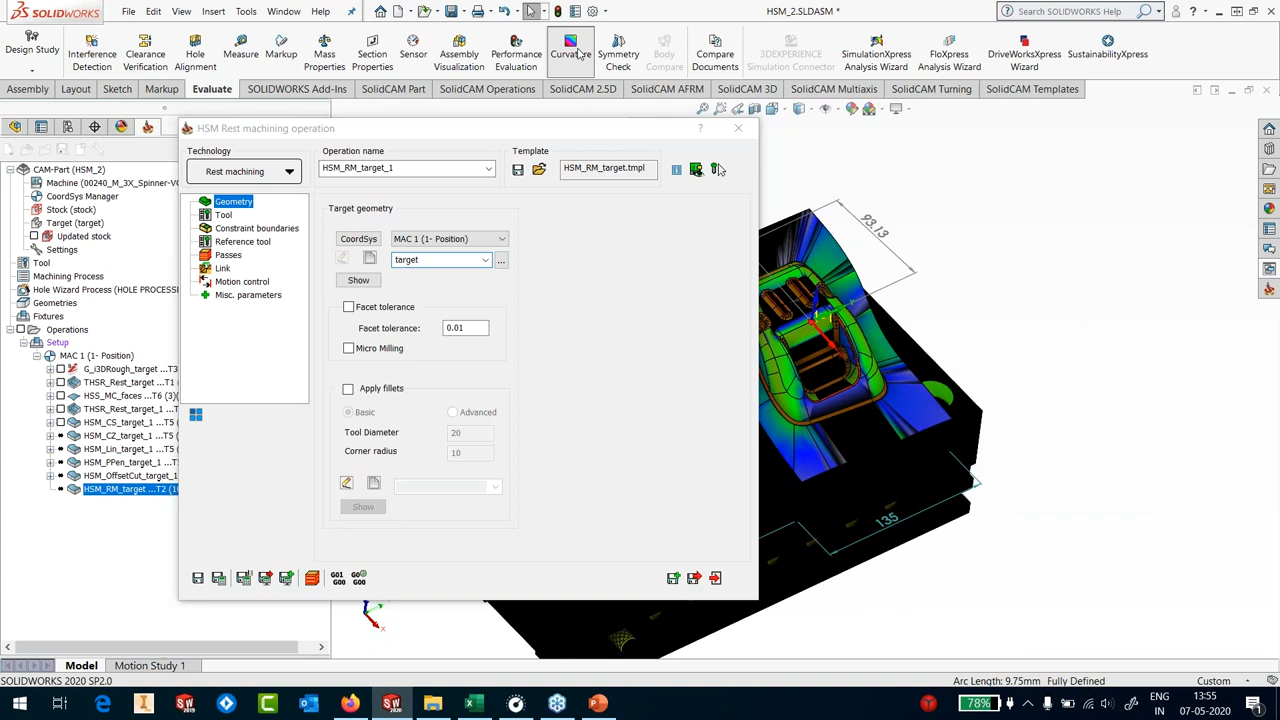 SOLIDWORKS File Edit View Insert Tools Window Help HSM_2.SLDASM * Search SOLIDWORKS Help
Design Study
Interference Detection
Clearance Verification
Hole Alignment
Measure
Markup
Mass Properties
Section Properties
Sensor
Assembly Visualization
Performance Evaluation
Curvature
Symmetry Check
Body Compare
Compare Documents
3DEXPERIENCE Simulation Connector
SimulationXpress Analysis Wizard
FloXpress Analysis Wizard
DriveWorksXpress Wizard
SustainabilityXpress
Assembly Layout Sketch Markup Evaluate SOLIDWORKS Add-Ins SolidCAM Part SolidCAM Operations SolidCAM 2.5D SolidCAM AFRM SolidCAM 3D SolidCAM Multiaxis SolidCAM Turning SolidCAM Templates
CAM-Part (HSM_2)
Machine (00240_M_3X_Spinner-VC
CoordSys Manager
Stock (stock)
Target (target)
Updated stock
Settings
Tool
Machining Process
Hole Wizard Process (HOLE PROCESSE
Geometries
Fixtures
Operations
Setup
MAC 1 (1- Position)
G_i3DRough_target ...T3
THSR_Rest_target ...T1
HSS_MC_faces ...T6 (3)
THSR_Rest_target_1 ...
HSM_CS_target_1 ...T5
HSM_CZ_target_1 ...T5
HSM_Lin_target_1 ...T5
HSM_PPen_target_1 ...T
HSM_OffsetCut_target_1
HSM_RM_target ...T2
HSM Rest machining operation
Technology
Rest machining
Operation name
HSM_RM_target_1
Template
HSM_RM_target.tmpl
Geometry
Tool
Constraint boundaries
Reference tool
Passes
Link
Motion control
Misc. parameters
Target geometry
CoordSys MAC 1 (1- Position)
target ...
Show
Facet tolerance
Facet tolerance: 0.01
Micro Milling
Apply fillets
Basic Advanced
Tool Diameter 20
Corner radius 10
Show
G01
G00
93.13
135
Model Motion Study 1
SOLIDWORKS 2020 SP2.0 Arc Length: 9.75mm Fully Defined Custom
78% ENG IN 13:55 07-05-2020